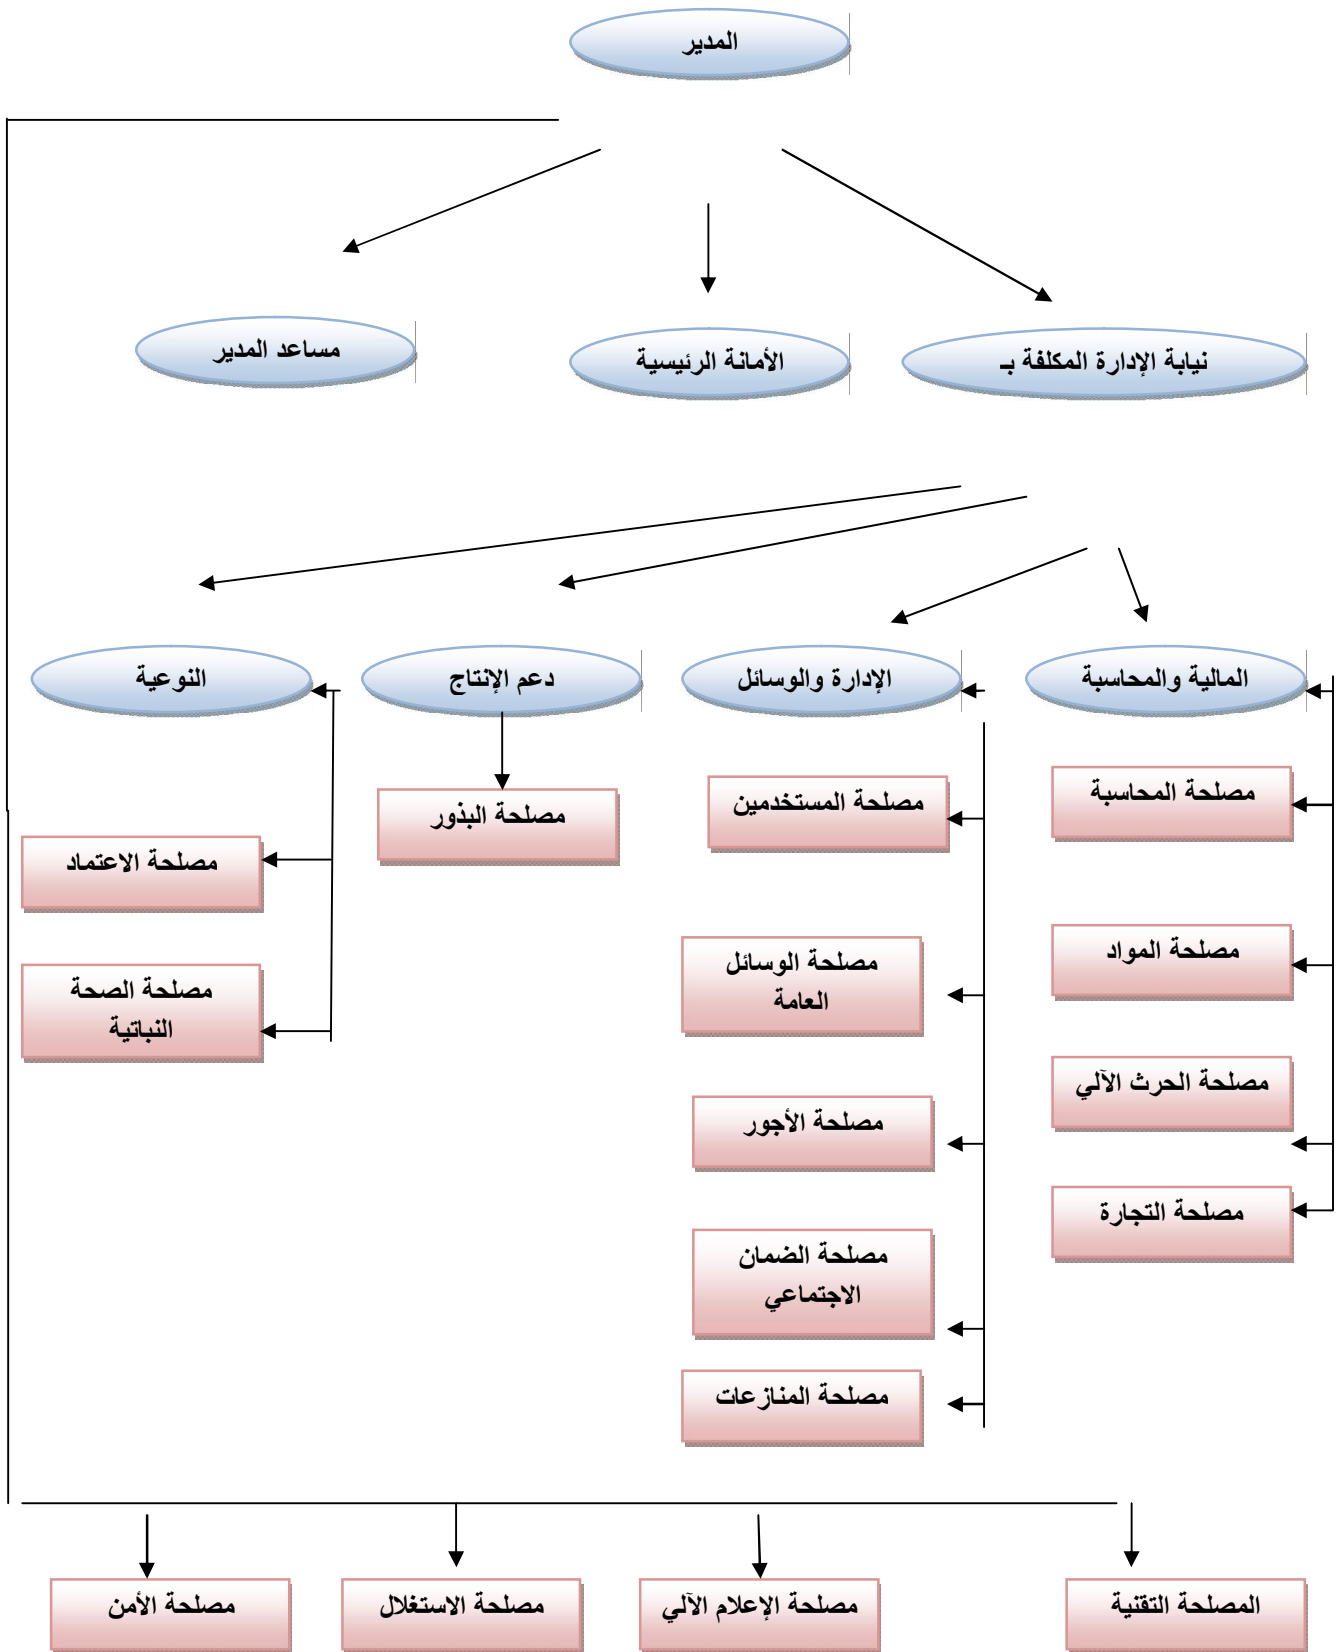 المدير
نيابة الإدارة المكلفة بـ
الأمانة الرئيسية
مساعد المدير
المالية والمحاسبة
الإدارة والوسائل
دعم الإنتاج
النوعية
مصلحة المحاسبة
مصلحة المستخدمين
مصلحة البذور
مصلحة الاعتماد
مصلحة المواد
مصلحة الوسائل
العامة
مصلحة الصحة
النباتية
مصلحة الحرث الآلي
مصلحة الأجور
مصلحة التجارة
مصلحة الضمان
الاجتماعي
مصلحة المنازعات
المصلحة التقنية
مصلحة الإعلام الآلي
مصلحة الاستغلال
مصلحة الأمن